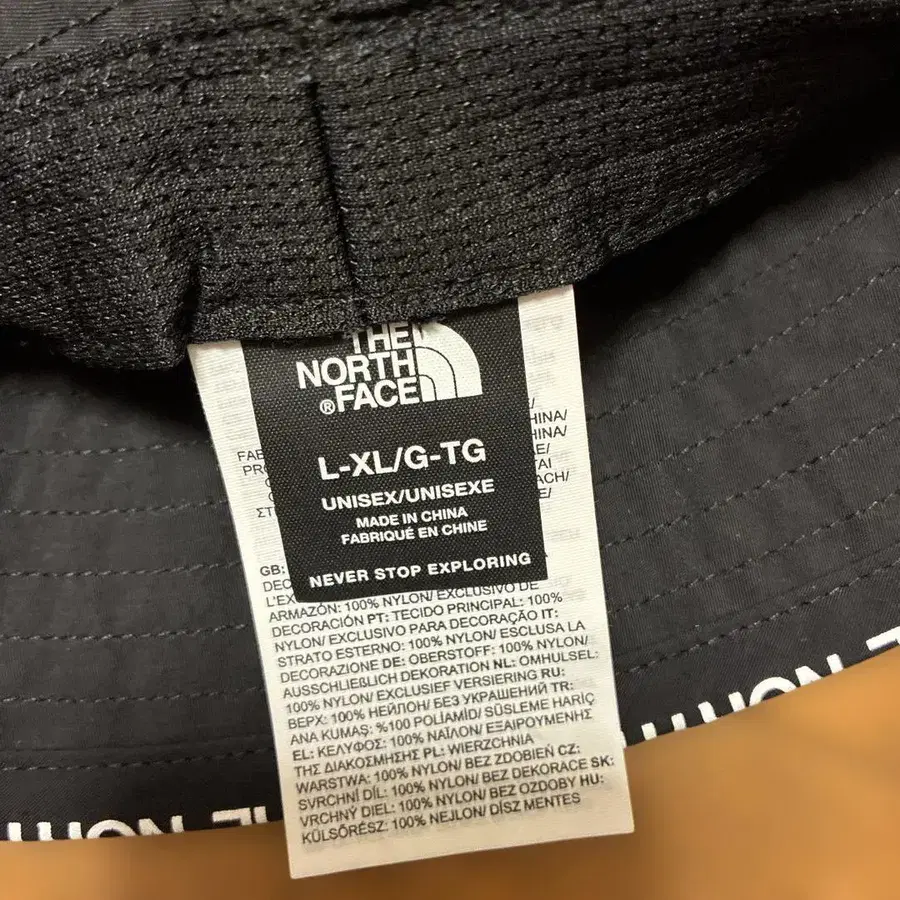 THE
NORTH
®FACE
L-XL/G-TG
UNISEX/UNISEXE
MADE IN CHINA
FABRIQUÉ EN CHINE
NEVER STOP EXPLORING
GB:
ARMAZÓN: 100% NYLON/ EXCLUSIVO DE
DECORACIÓN PT: TECIDO PRINCIPAL: 100%
NYLON/ EXCLUSIVO PARA DECORAÇÃO IT:
STRATO ESTERNO: 100% NYLON/ ESCLUSA LA
DECORAZIONE DE: OBERSTOFF: 100% NYLON/
AUSSCHLIEßLICH DEKORATION NL: OMHULSEL:
100% NYLON/ EXCLUSIEF VERSIERING RU:
ВЕРХ: 100% НЕЙЛОН/ БЕЗ УКРАШЕНИЙ TR:
ANA KUMAŞ: %100 POLİAMİD/ SÜSLEME HARİÇ
EL: ΚΕΛΥΦΟΣ: 100% ΝΑΪΛΟΝ/ ΕΞΑΙΡΟΥΜΕΝΗΣ
ΤΗΣ ΔΙΑΚΟΣΜΗΣΗΣ PL: WIERZCHNIA
WARSTWA: 100% NYLON/ BEZ ZDOBIEŃ CZ:
SVRCHNÍ DÍL: 100% NYLON/ BEZ DEKORACE SK:
VRCHNÝ DIEL: 100% NYLON/ BEZ OZDOBY HU:
KÜLSŐRÉSZ: 100% NEJLON/ DÍSZ MENTES
NORTH
NORTH